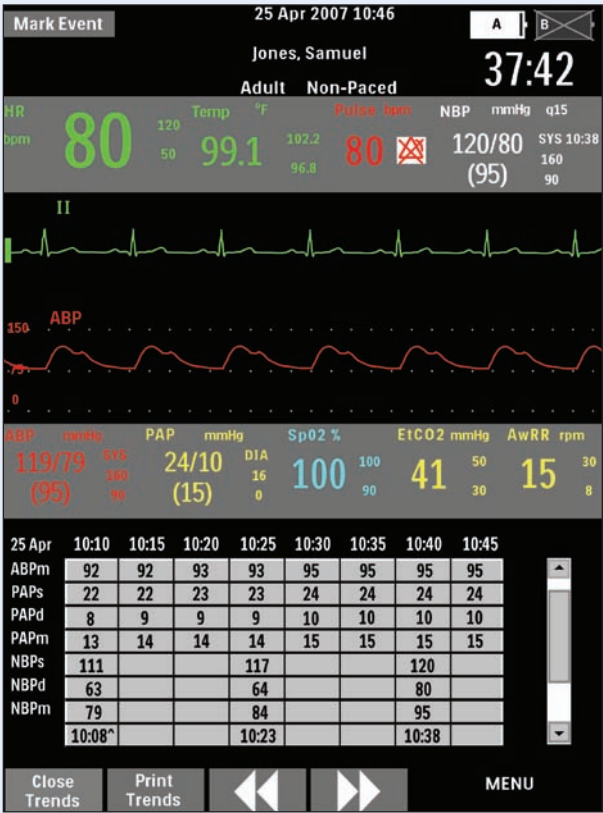 Mark Event
25 Apr 2007 10:46
A
B
Jones, Samuel
37:42
Adult Non-Paced
HR
bpm
80
120
50
Temp °F
99.1
102.2
96.8
Pulse bpm
80
NBP mmHg q15
120/80
(95)
SYS 10:38
160
90
II
ABP
150
75
0
ABP mmHg
119/79
(95)
SYS
160
90
PAP mmHg
24/10
(15)
DIA
16
0
Sp02 %
100
100
90
EtCO2 mmHg
41
50
30
AwRR rpm
15
30
8
25 Apr 10:10 10:15 10:20 10:25 10:30 10:35 10:40 10:45
ABPm 92 92 93 93 95 95 95 95
PAPs 22 22 23 23 24 24 24 24
PAPd 8 9 9 9 10 10 10 10
PAPm 13 14 14 14 15 15 15 15
NBPs 111 117 120
NBPd 63 64 80
NBPm 79 84 95
10:08^ 10:23 10:38
Close
Trends
Print
Trends
MENU